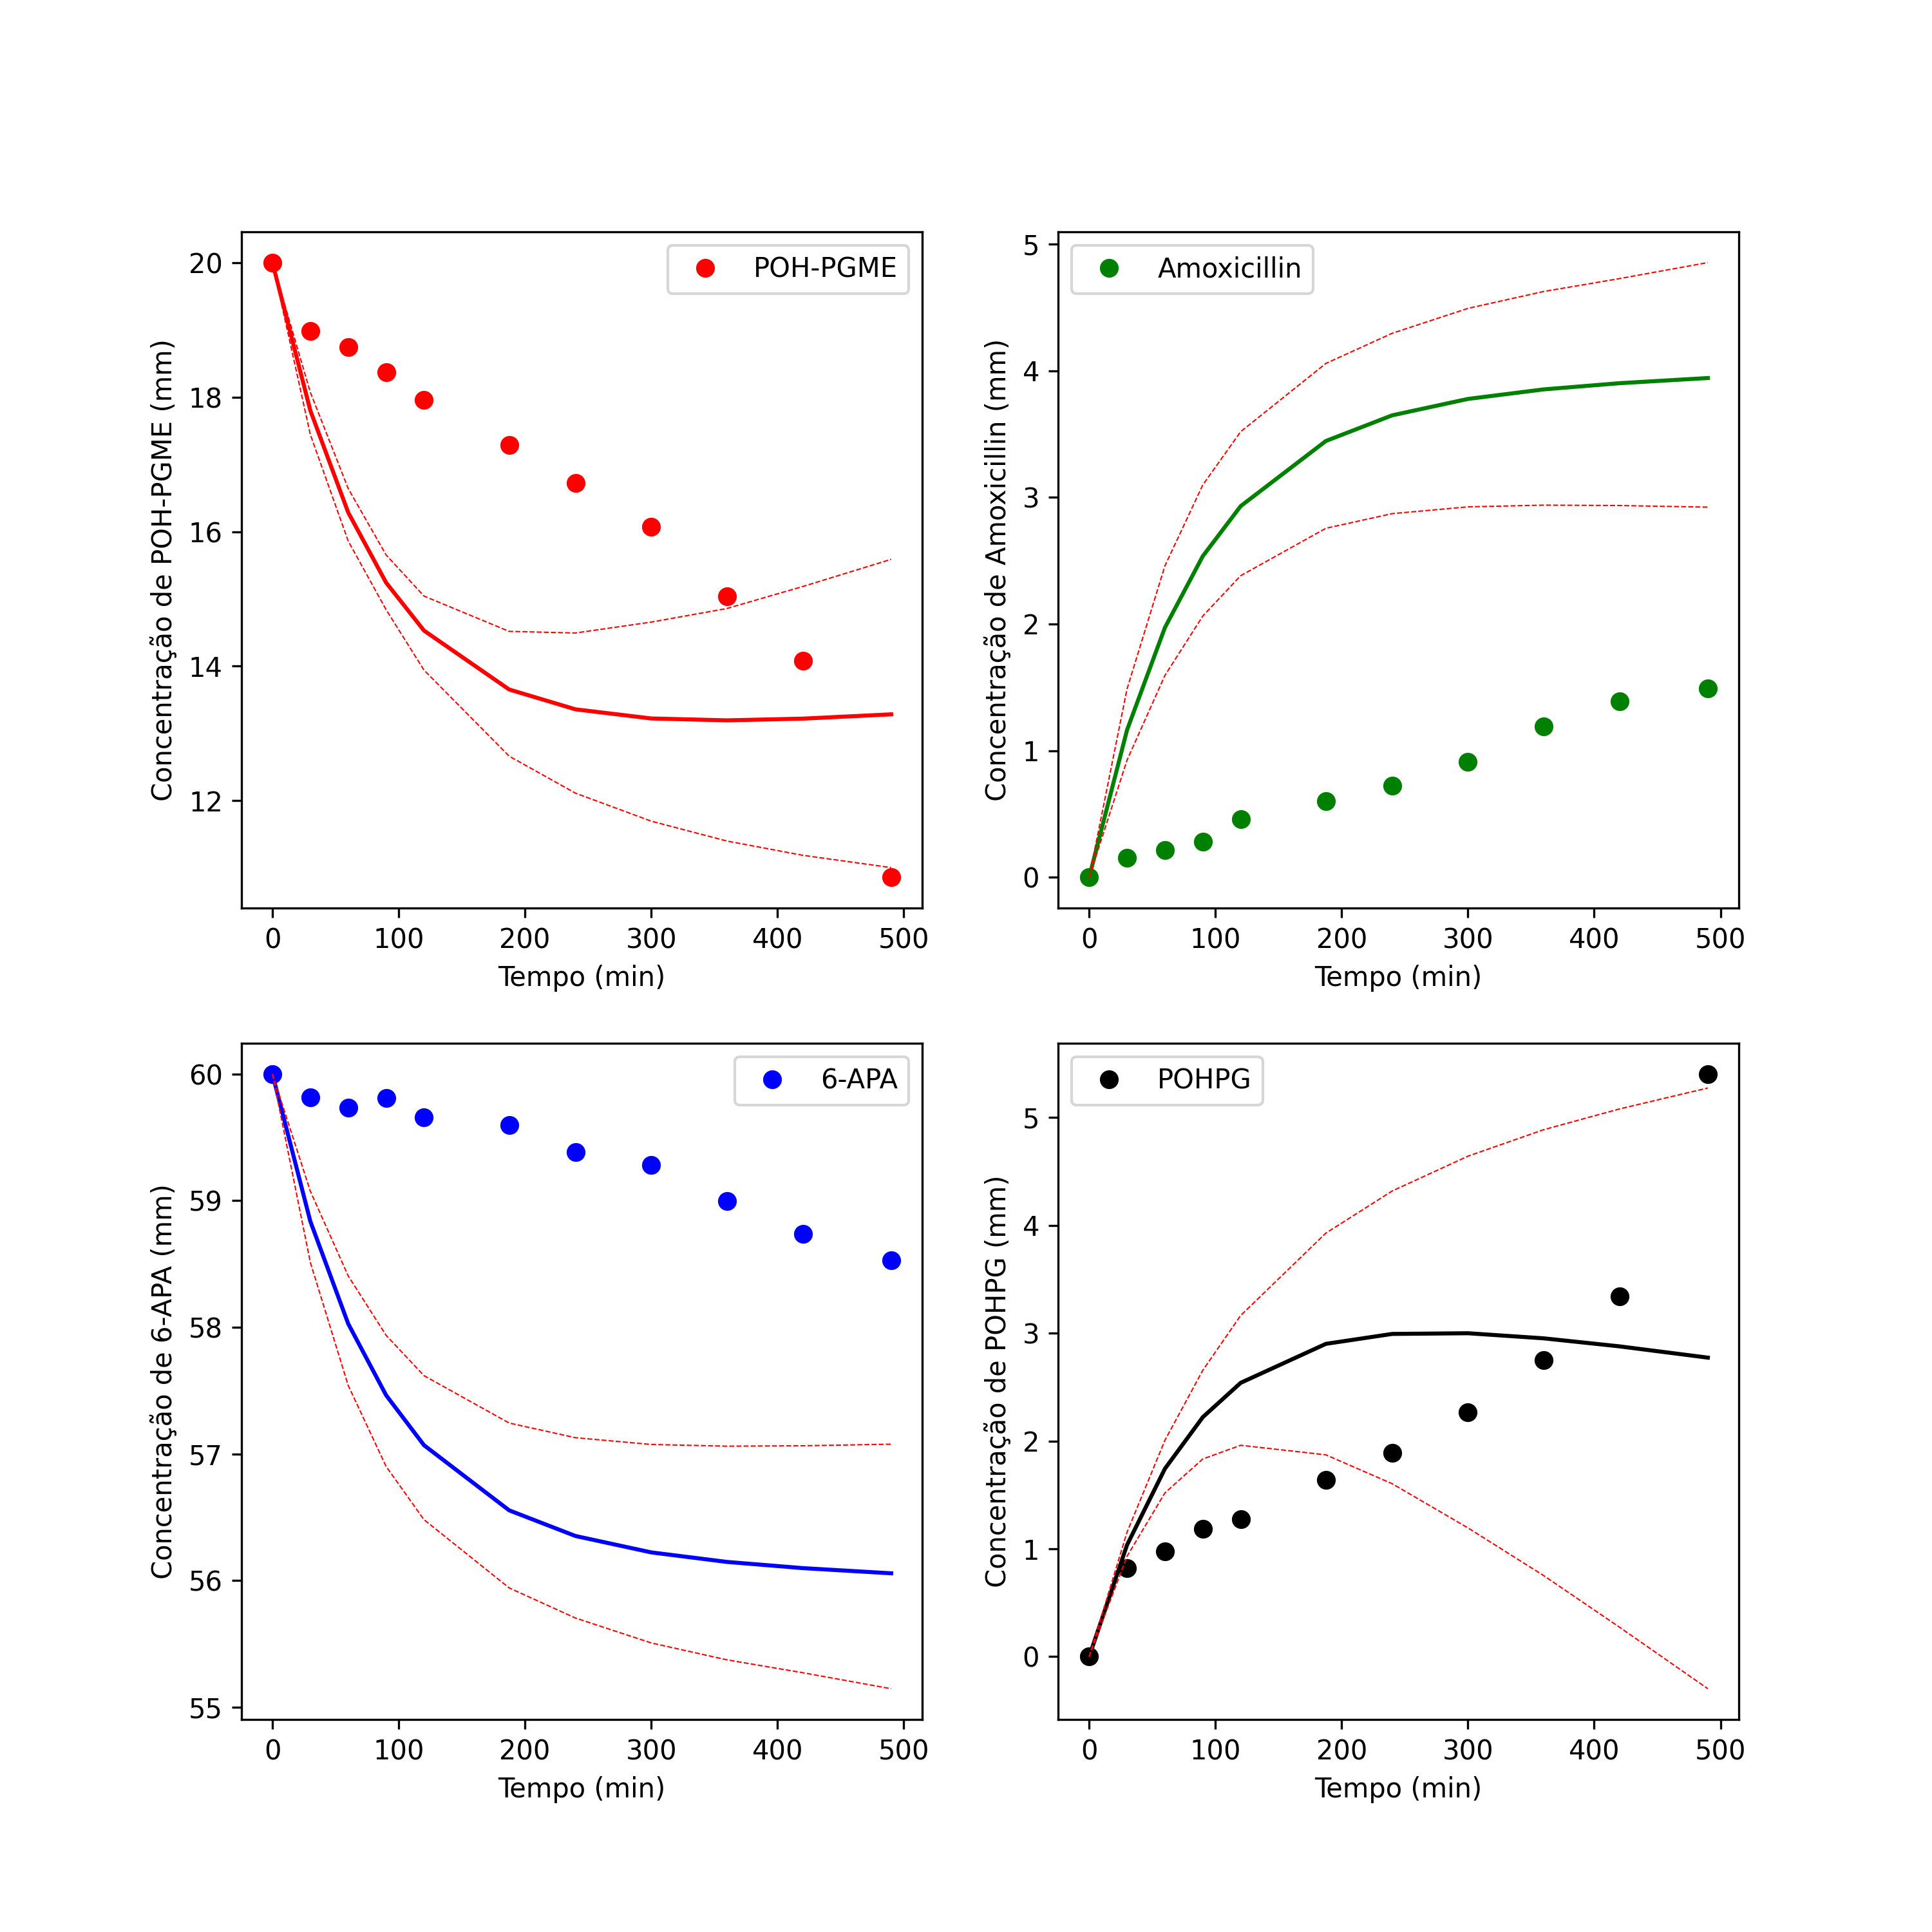 POH-PGME
Concentração de POH-PGME (mm)
20
18
16
14
12
0 100 200 300 400 500
Tempo (min)
Amoxicillin
Concentração de Amoxicillin (mm)
5
4
3
2
1
0
0 100 200 300 400 500
Tempo (min)
6-APA
Concentração de 6-APA (mm)
60
59
58
57
56
55
0 100 200 300 400 500
Tempo (min)
POHPG
Concentração de POHPG (mm)
5
4
3
2
1
0
0 100 200 300 400 500
Tempo (min)